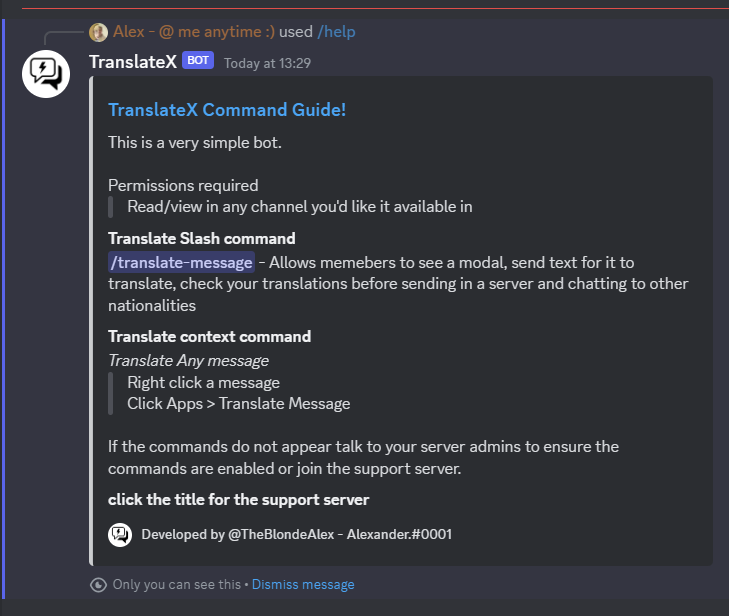 Alex - @ me anytime :) used /help
TranslateX BOT Today at 13:29
TranslateX Command Guide!
This is a very simple bot.
Permissions required
Read/view in any channel you'd like it available in
Translate Slash command
/translate-message - Allows memebers to see a modal, send text for it to
translate, check your translations before sending in a server and chatting to other
nationalities
Translate context command
Translate Any message
Right click a message
Click Apps > Translate Message
If the commands do not appear talk to your server admins to ensure the
commands are enabled or join the support server.
click the title for the support server
Developed by @TheBlondeAlex - Alexander.#0001
Only you can see this • Dismiss message